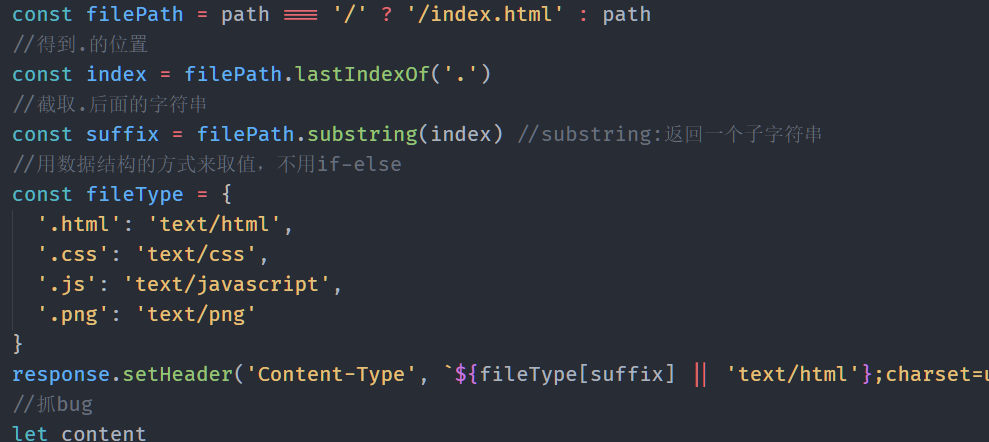 const filePath = path === '/' ? '/index.html' : path
//得到.的位置
const index = filePath.lastIndexOf('.')
//截取.后面的字符串
const suffix = filePath.substring(index) //substring:返回一个子字符串
//用数据结构的方式来取值，不用if-else
const fileType = {
  '.html': 'text/html',
  '.css': 'text/css',
  '.js': 'text/javascript',
  '.png': 'text/png'
}
response.setHeader('Content-Type', `${fileType[suffix] || 'text/html'};charset=u
//抓bug
let content